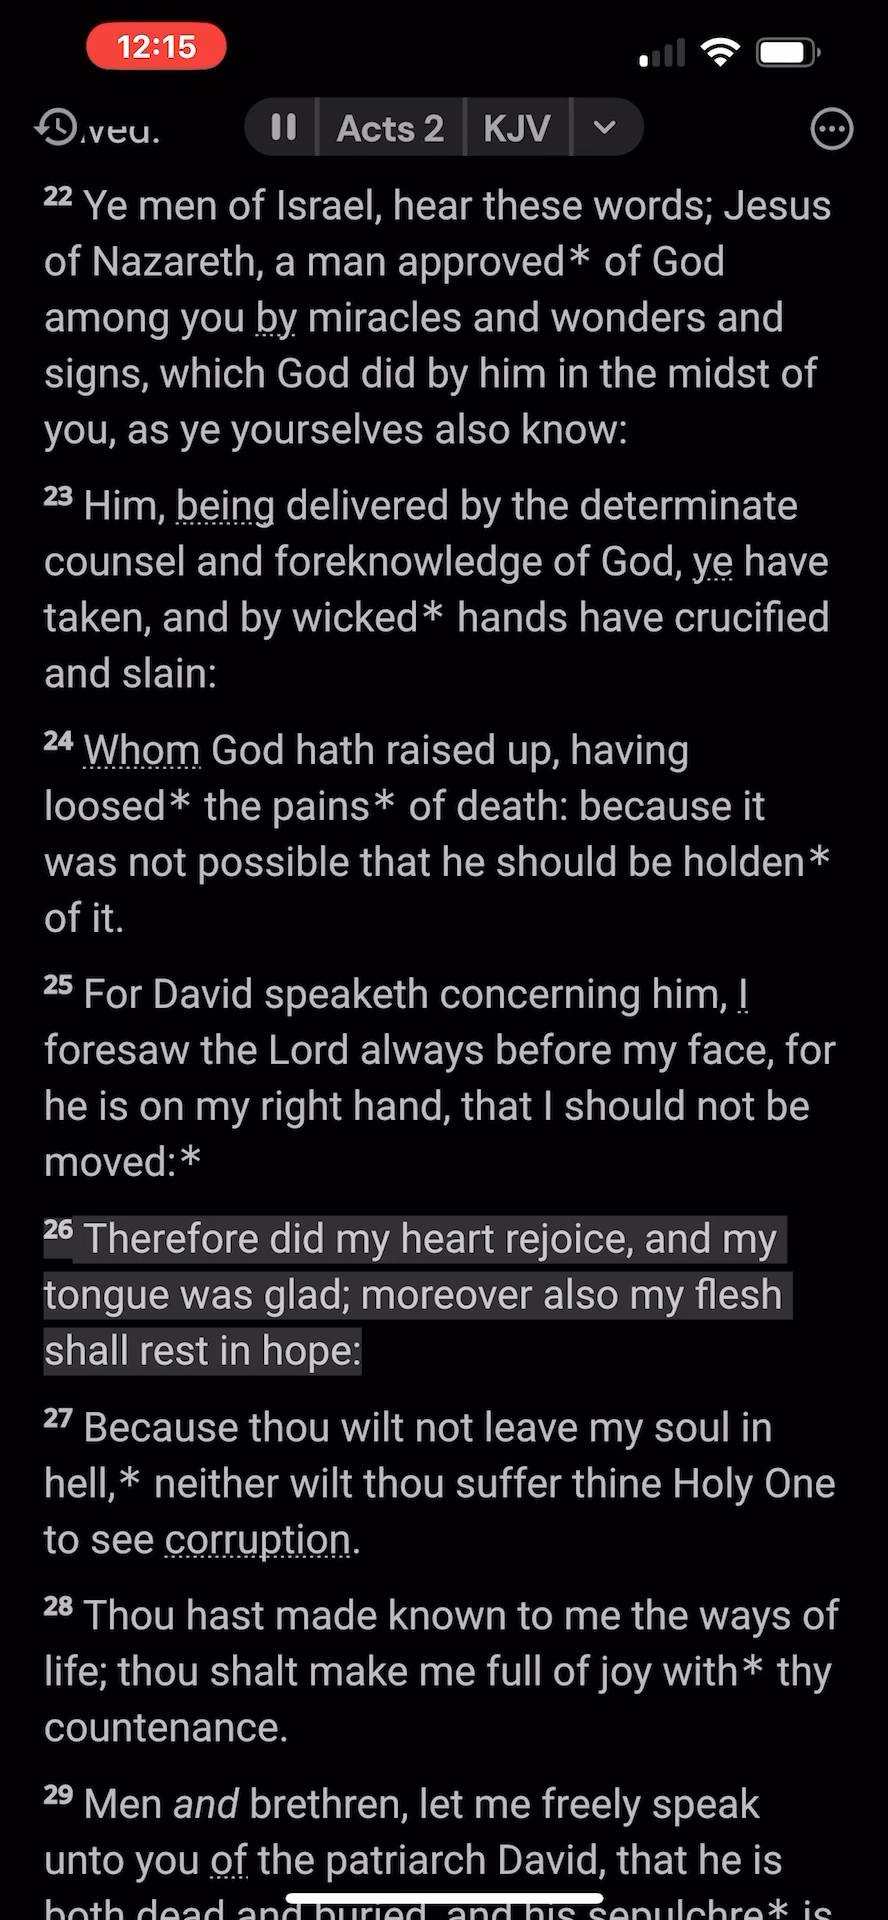 12:15
ved.
Acts 2
KJV
22 Ye men of Israel, hear these words; Jesus
of Nazareth, a man approved* of God
among you by miracles and wonders and
signs, which God did by him in the midst of
you, as ye yourselves also know:
23 Him, being delivered by the determinate
counsel and foreknowledge of God, ye have
taken, and by wicked* hands have crucified
and slain:
24 Whom God hath raised up, having
loosed* the pains* of death: because it
was not possible that he should be holden*
of it.
25 For David speaketh concerning him, I
foresaw the Lord always before my face, for
he is on my right hand, that I should not be
moved:*
26 Therefore did my heart rejoice, and my
tongue was glad; moreover also my flesh
shall rest in hope:
27 Because thou wilt not leave my soul in
hell,* neither wilt thou suffer thine Holy One
to see corruption.
28 Thou hast made known to me the ways of
life; thou shalt make me full of joy with* thy
countenance.
29 Men and brethren, let me freely speak
unto you of the patriarch David, that he is
both dead and buried, and his sepulchre* is